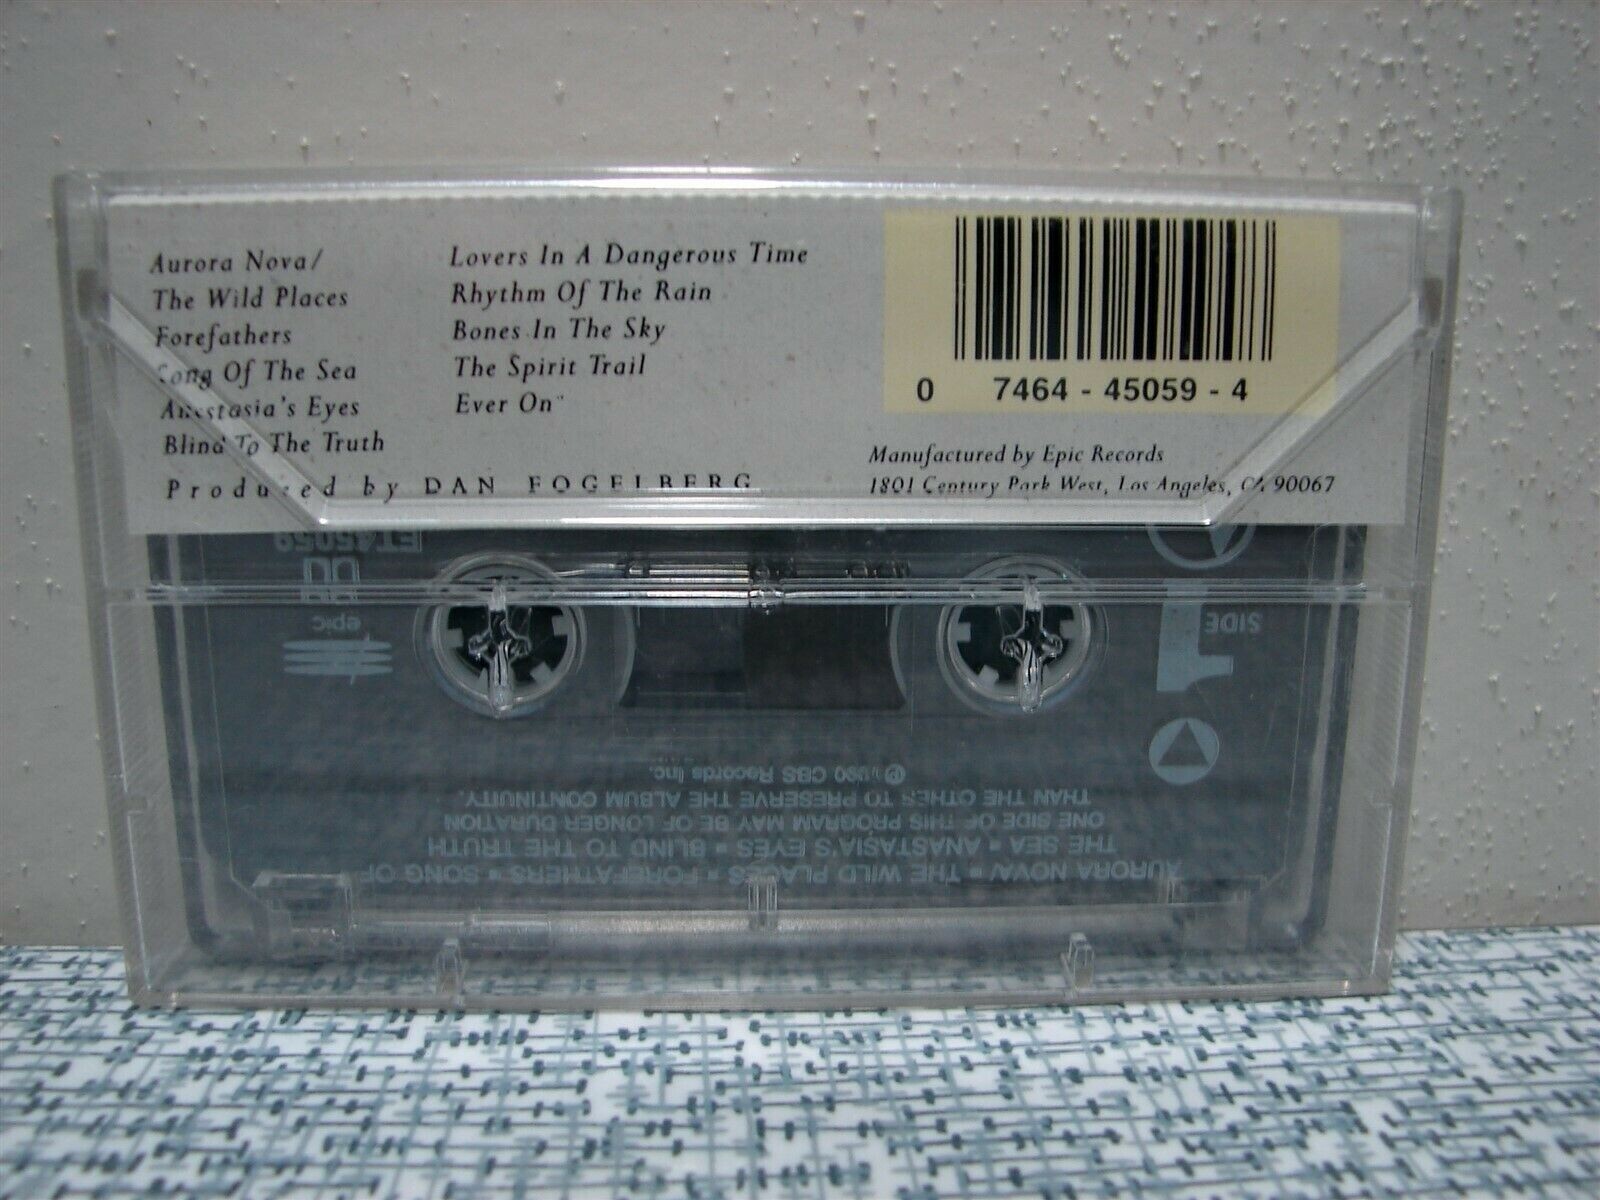 Aurora Nova/
The Wild Places
Forefathers
Song Of The Sea
Anastasia's Eyes
Blind To The Truth
Lovers In A Dangerous Time
Rhythm Of The Rain
Bones In The Sky
The Spirit Trail
Ever On
Produced by DAN FOGELBERG
0 7464 - 45059 - 4
Manufactured by Epic Records
1801 Century Park West, Los Angeles, CA 90067
AURORA NOVA/ ▪ THE WILD PLACES ▪ FOREFATHERS ▪ SONG OF
THE SEA ▪ ANASTASIA'S EYES ▪ BLIND TO THE TRUTH
ONE SIDE OF THIS PROGRAM MAY BE OF LONGER DURATION
THAN THE OTHER TO PRESERVE THE ALBUM CONTINUITY.
℗ 1990 CBS Records Inc.
SIDE 1
epic
ET45059